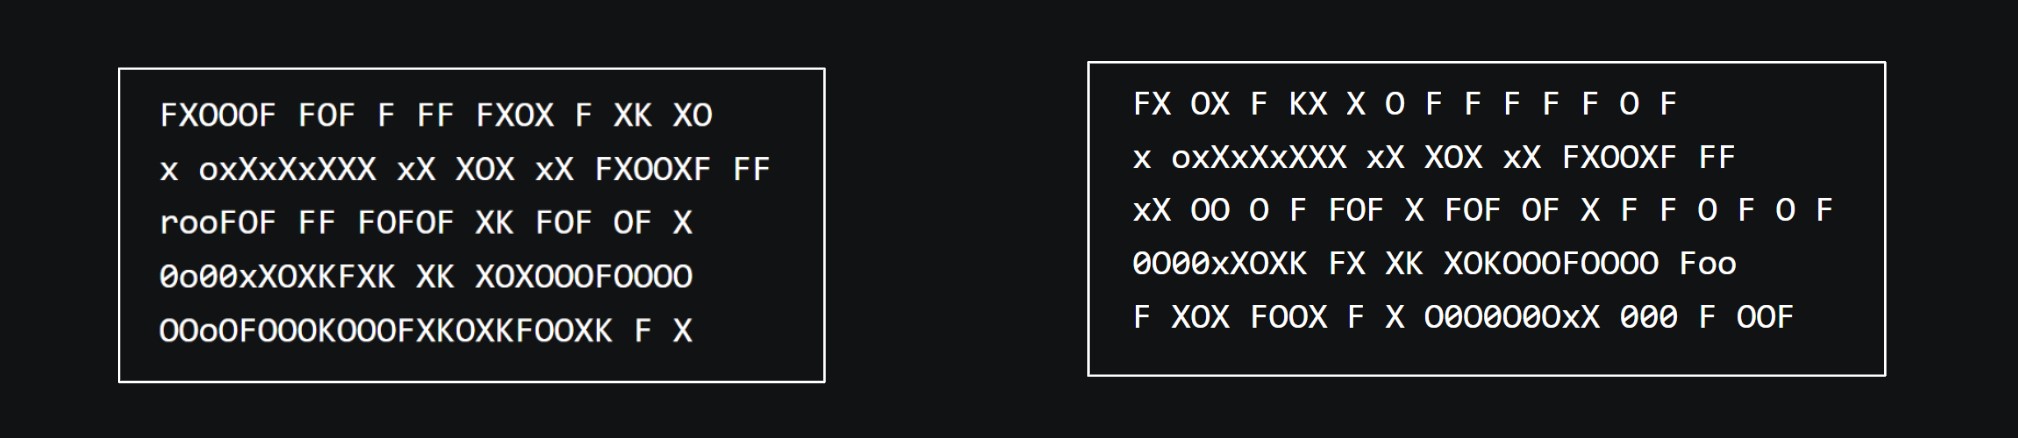 FXOOOF FOF F FF FXOX F XK XO
x oxXxXxXXX xX XOX xX FXOOXF FF
rooFOF FF FOFOF XK FOF OF X
0o00xXOXKFXK XK XOXOOOFOOOO
OOoOFOOOKOOOFXKOXKFOOXK F X
FX OX F KX X O F F F F F O F
x oxXxXxXXX xX XOX xX FXOOXF FF
xX OO O F FOF X FOF OF X F F O F O F
0O00xXOXK FX XK XOKOOOFOOOO Foo
F XOX FOOX F X O0O0O0OxX 000 F OOF